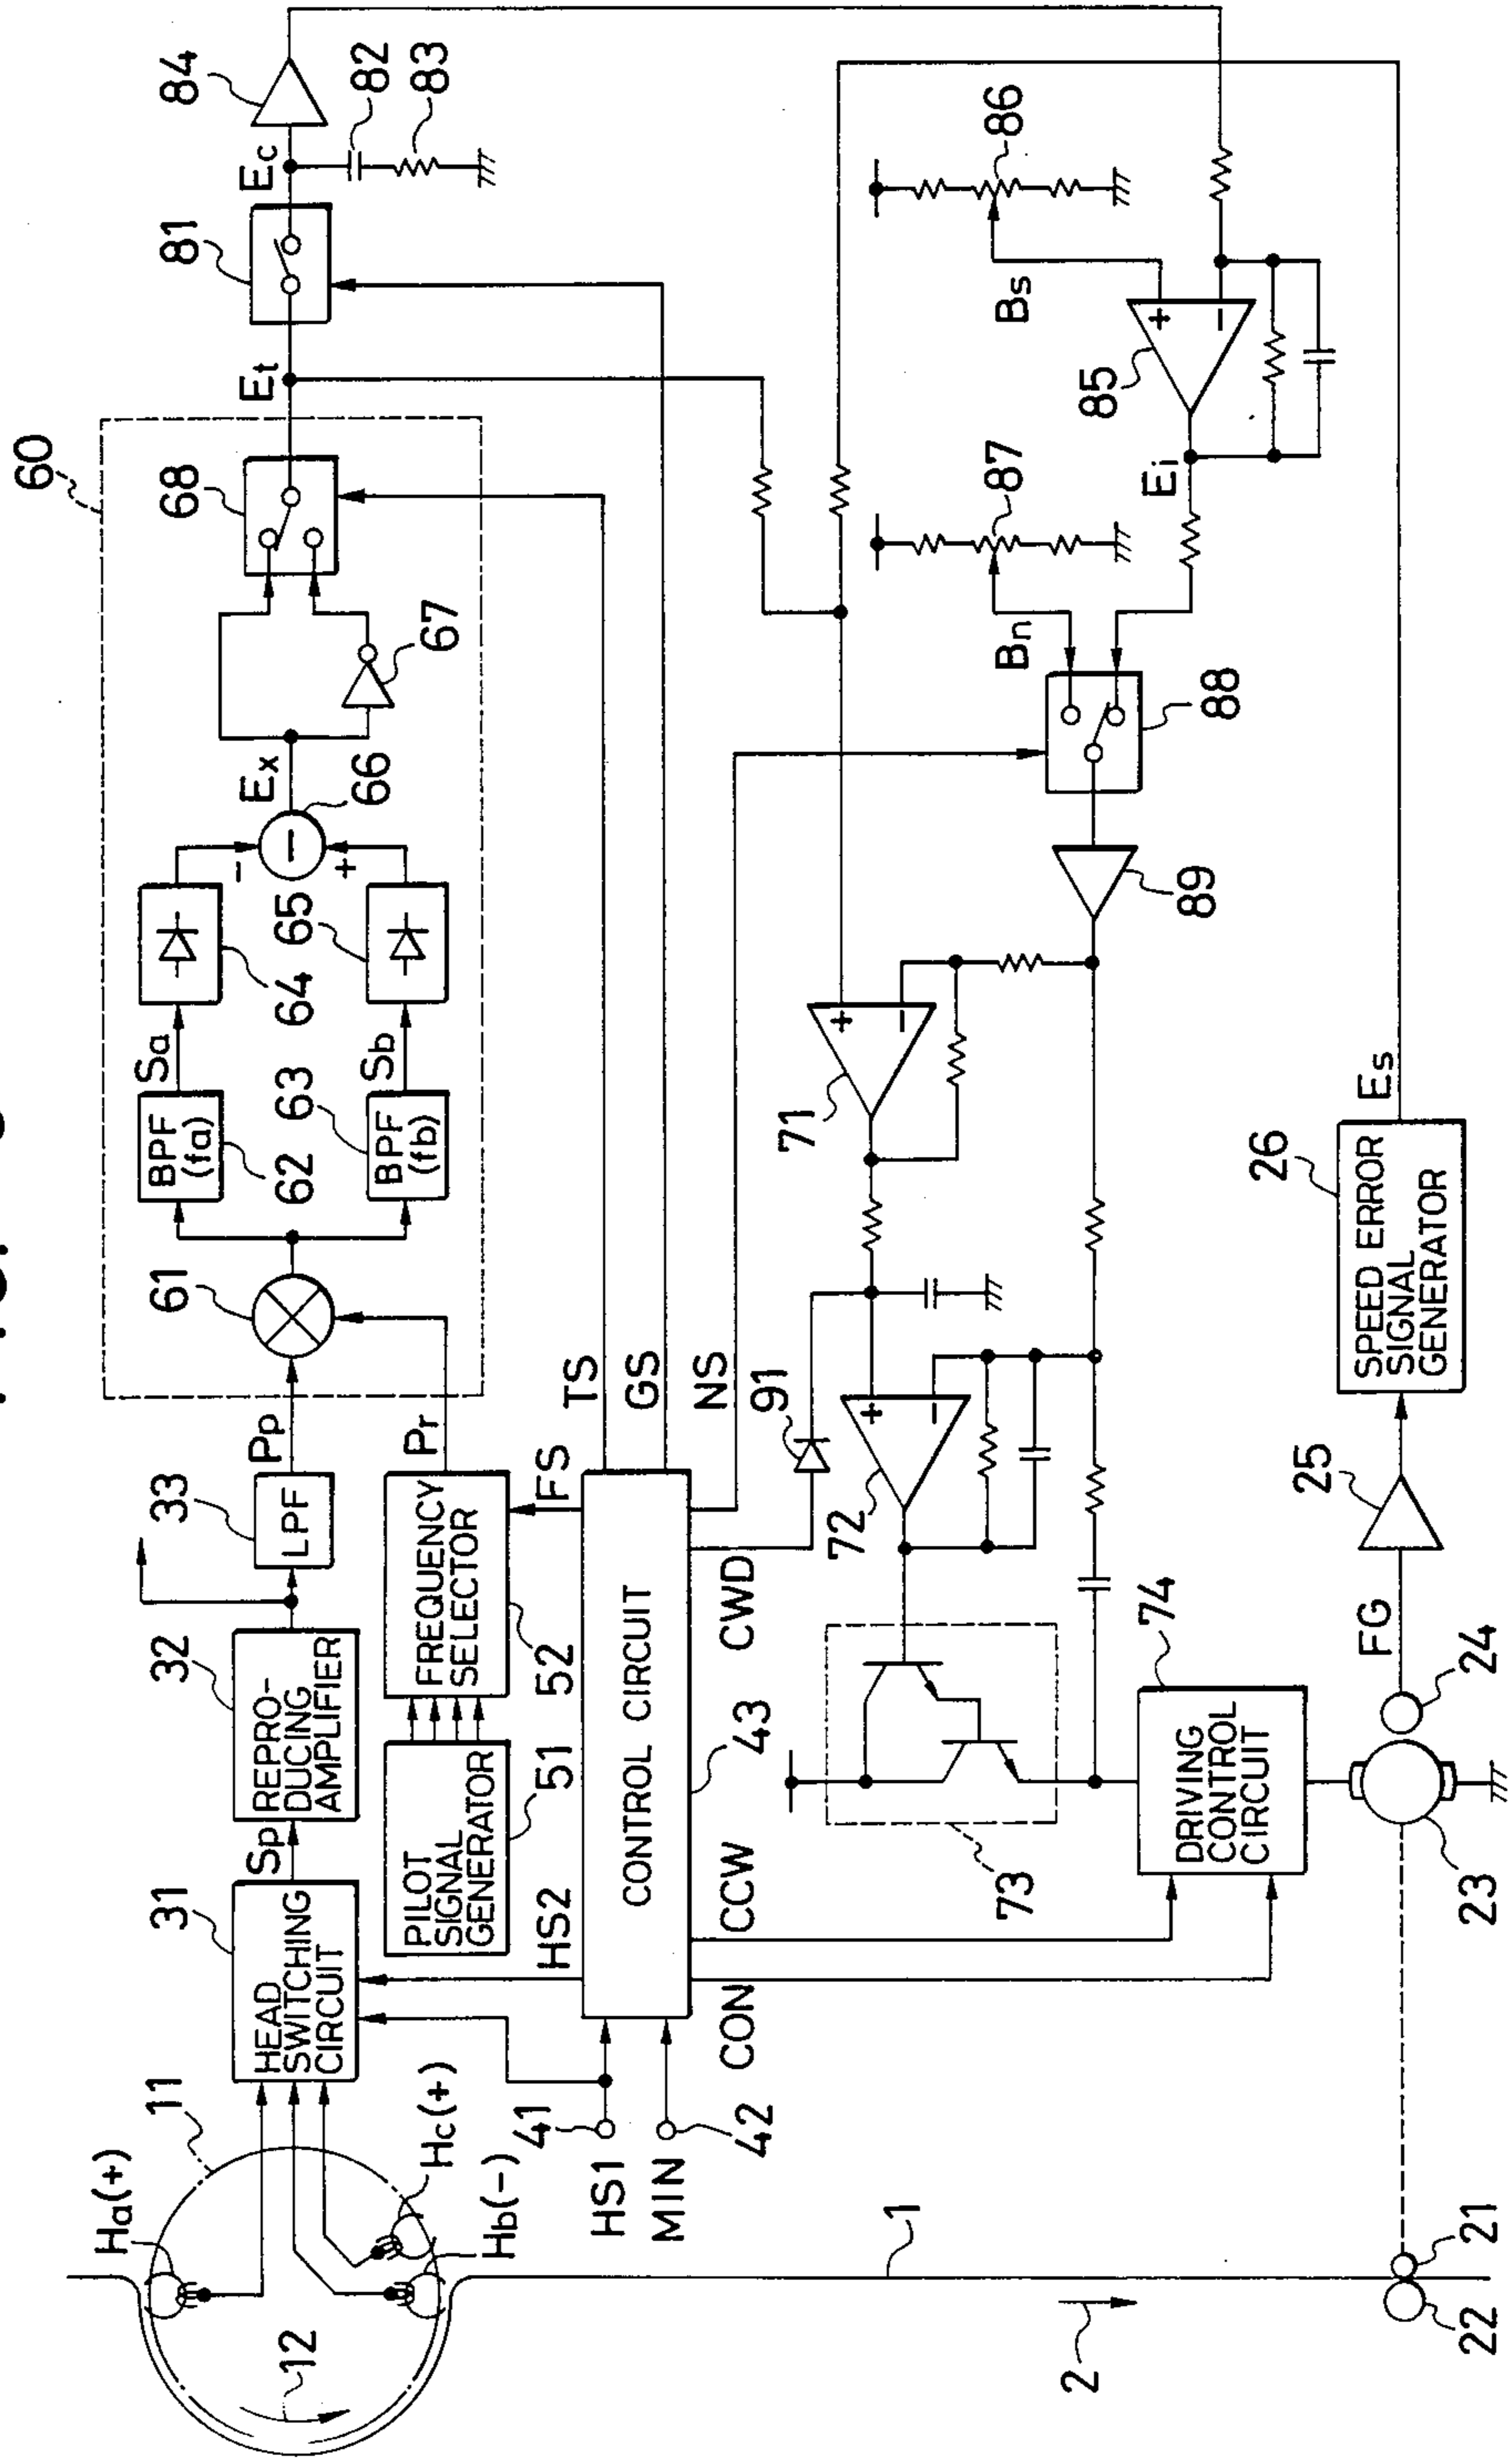 60
84
Ec
82
83
81
Et
68
67
Ex
66
65
64
-
+
Sa
Sb
BPF
(fa)
62
63
BPF
(fb)
61
Pp
Pr
33
LPF
32
REPRO-
DUCING
AMPLIFIER
Sp
31
HEAD
SWITCHING
CIRCUIT
11
Ha(+)
Hc(+)
Hb(-)
12
FREQUENCY
SELECTOR
52
PILOT
SIGNAL
GENERATOR
51
FS
TS
GS
NS
CWD
CCW
CON
HS2
CONTROL CIRCUIT
43
41
HS1
MIN
42
91
71
+
-
72
+
-
73
74
DRIVING
CONTROL
CIRCUIT
86
Bs
85
+
-
Ei
87
Bn
88
89
Es
26
SPEED ERROR
SIGNAL
GENERATOR
25
FG
24
23
1
2
21
22